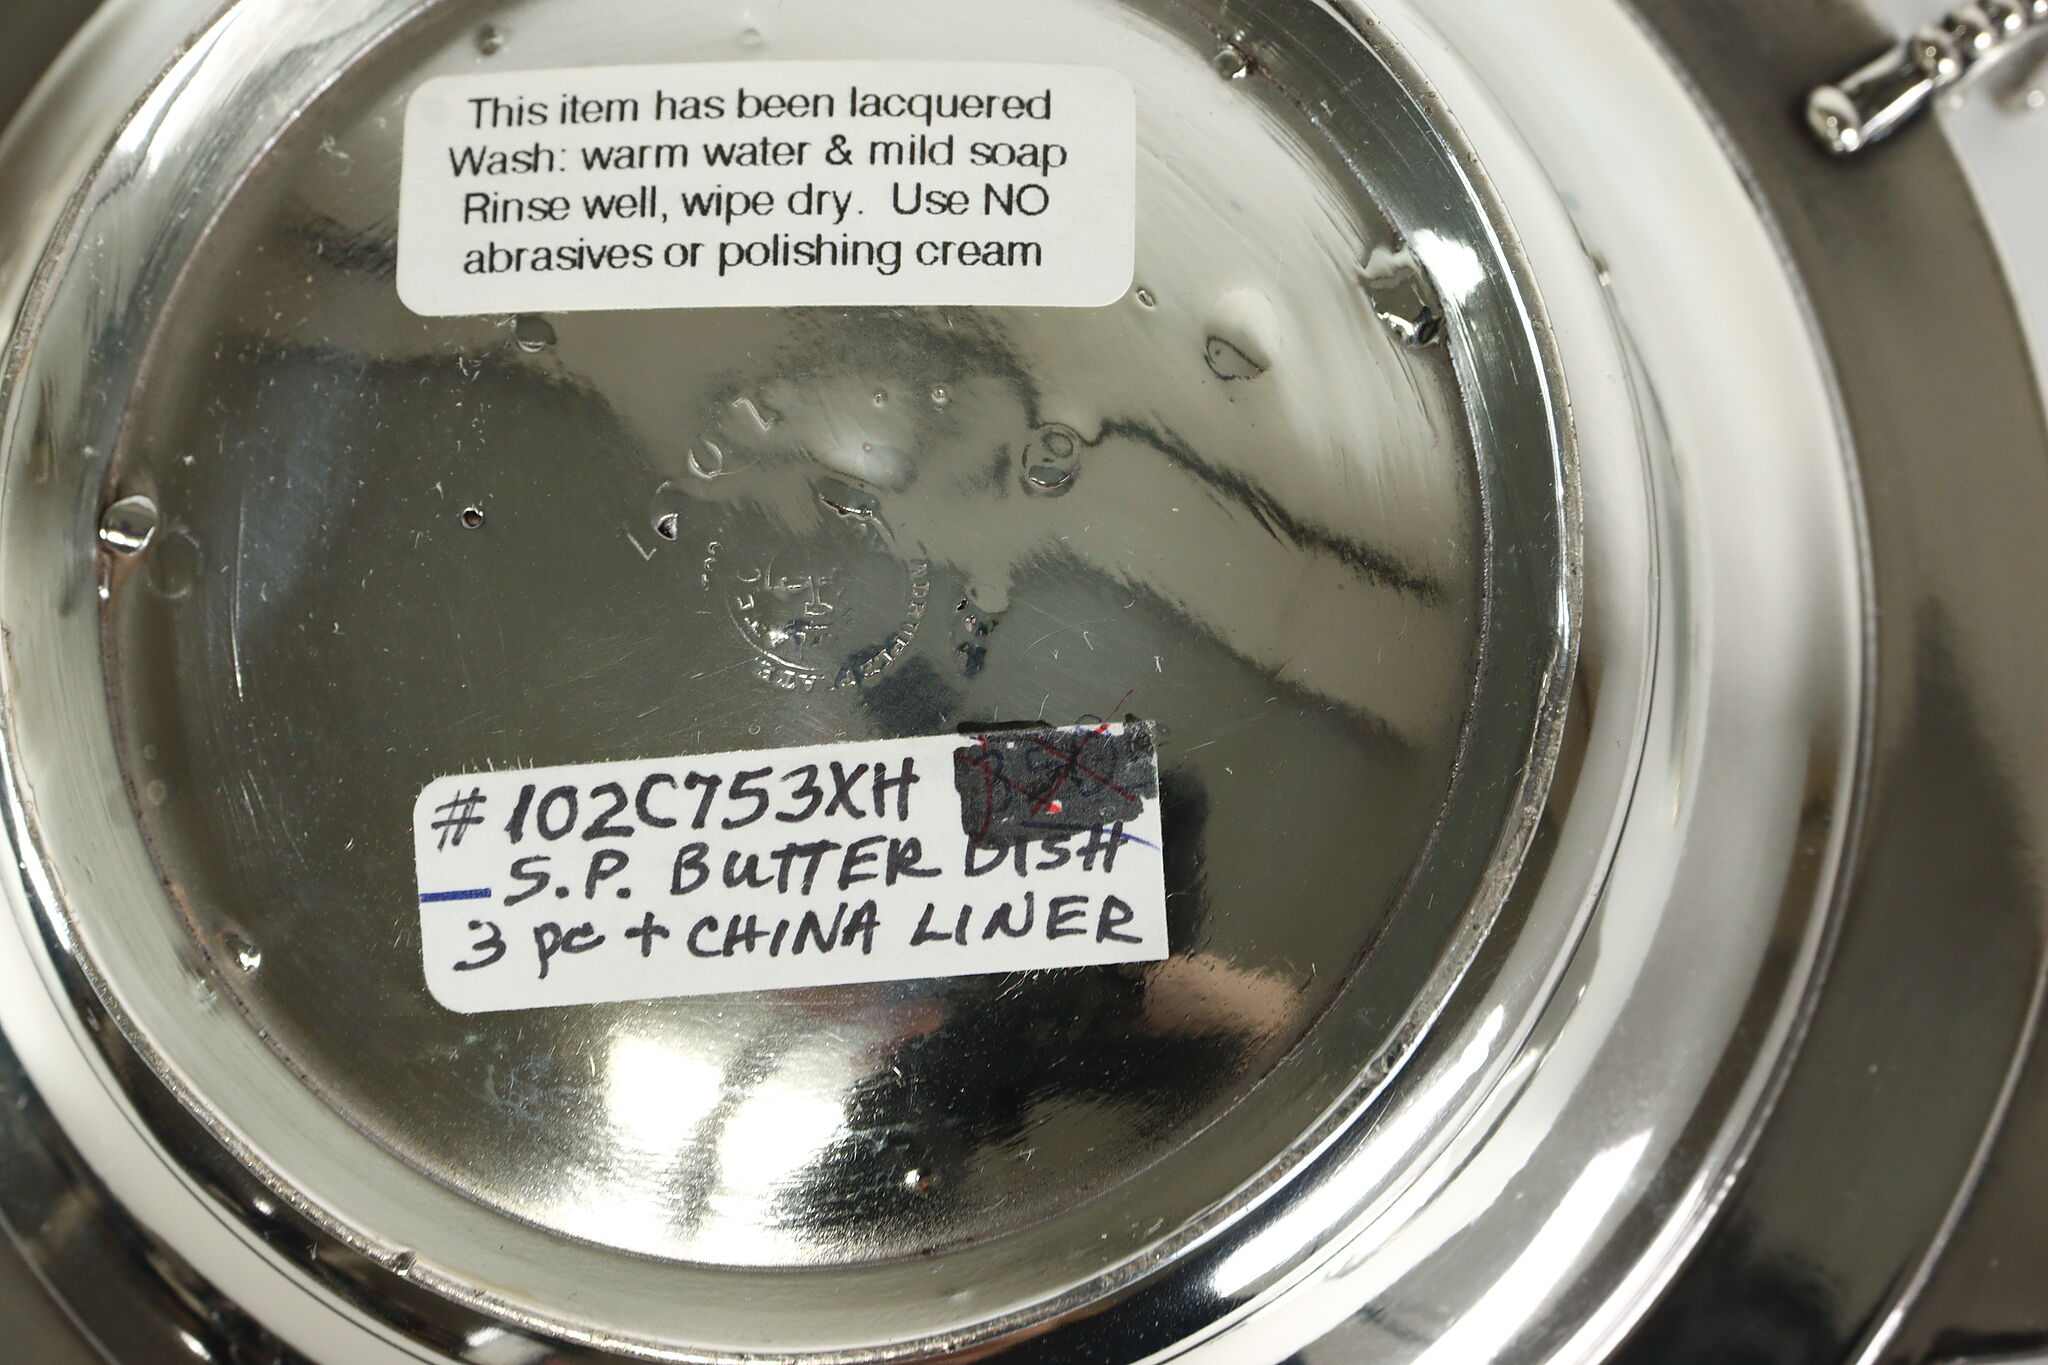 This item has been lacquered
Wash: warm water & mild soap
Rinse well, wipe dry. Use NO
abrasives or polishing cream
#102C753XH
S.P. BUTTER DISH
3 pc + CHINA LINER